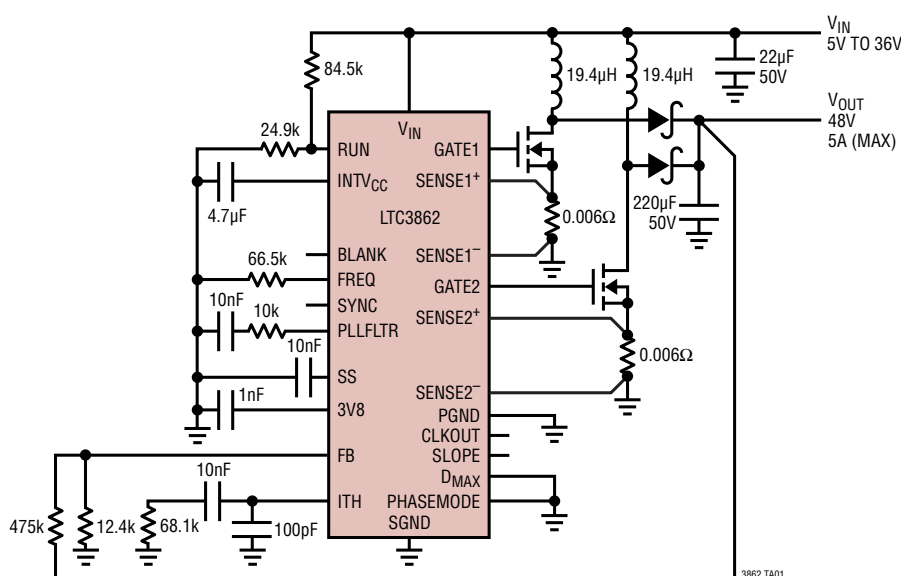 V_IN
5V TO 36V
84.5k
19.4µH
19.4µH
22µF
50V
V_OUT
48V
5A (MAX)
24.9k
V_IN
RUN
GATE1
INTV_CC
SENSE1+
4.7µF
LTC3862
220µF
50V
0.006Ω
BLANK
SENSE1−
66.5k
FREQ
GATE2
10nF
10k
SYNC
PLLFLTR
SENSE2+
10nF
0.006Ω
SS
1nF
SENSE2−
3V8
PGND
CLKOUT
FB
SLOPE
10nF
D_MAX
ITH
PHASEMODE
475k
12.4k
68.1k
100pF
SGND
3862 TA01